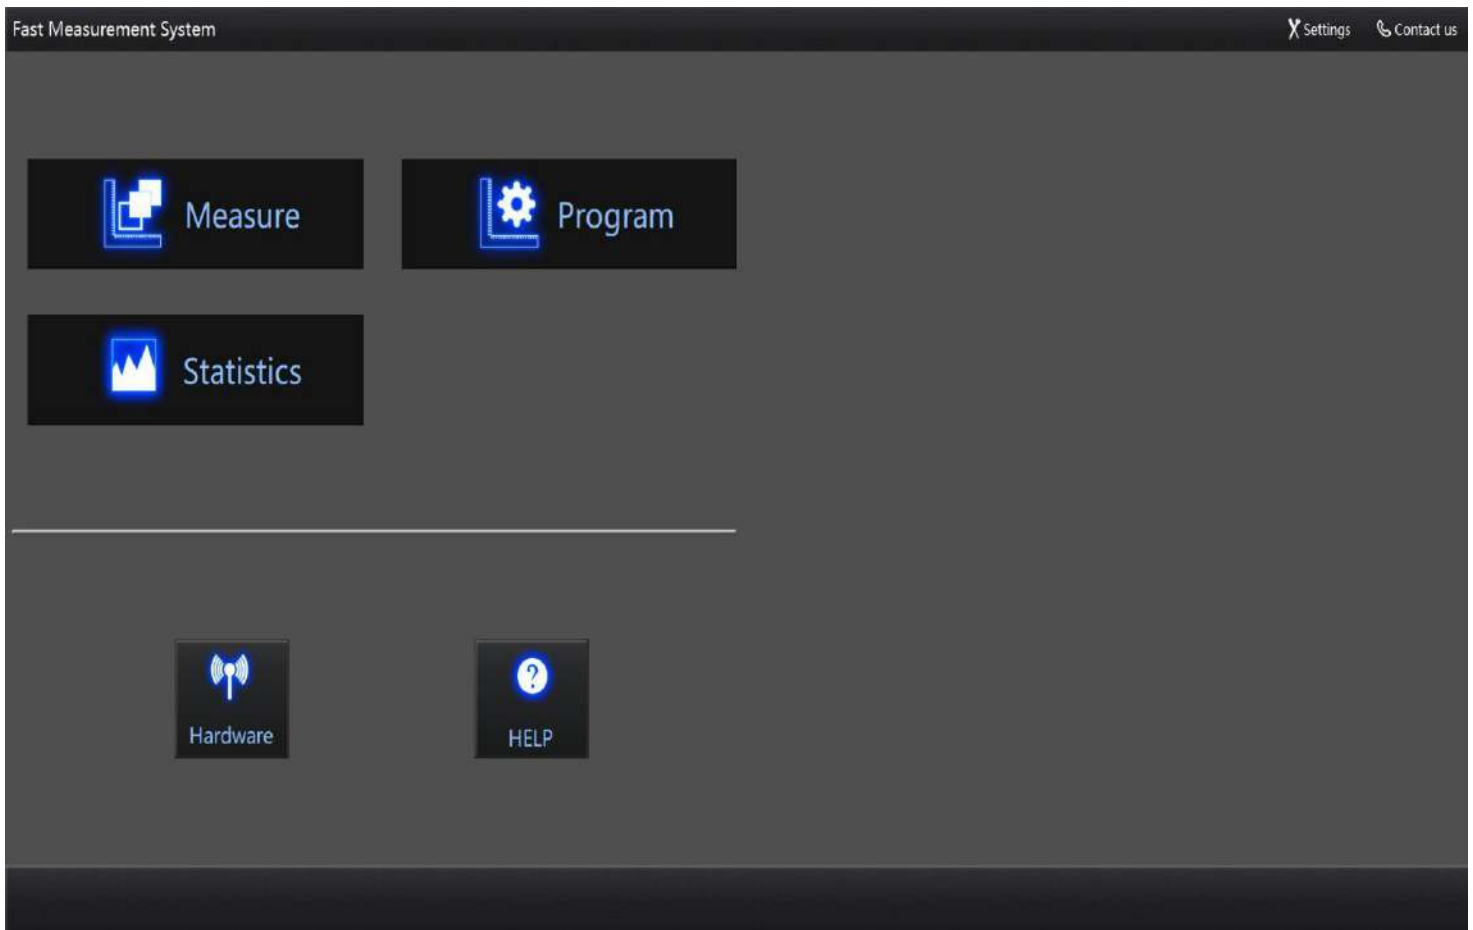 Fast Measurement System
Settings
Contact us
Measure
Program
Statistics
Hardware
HELP